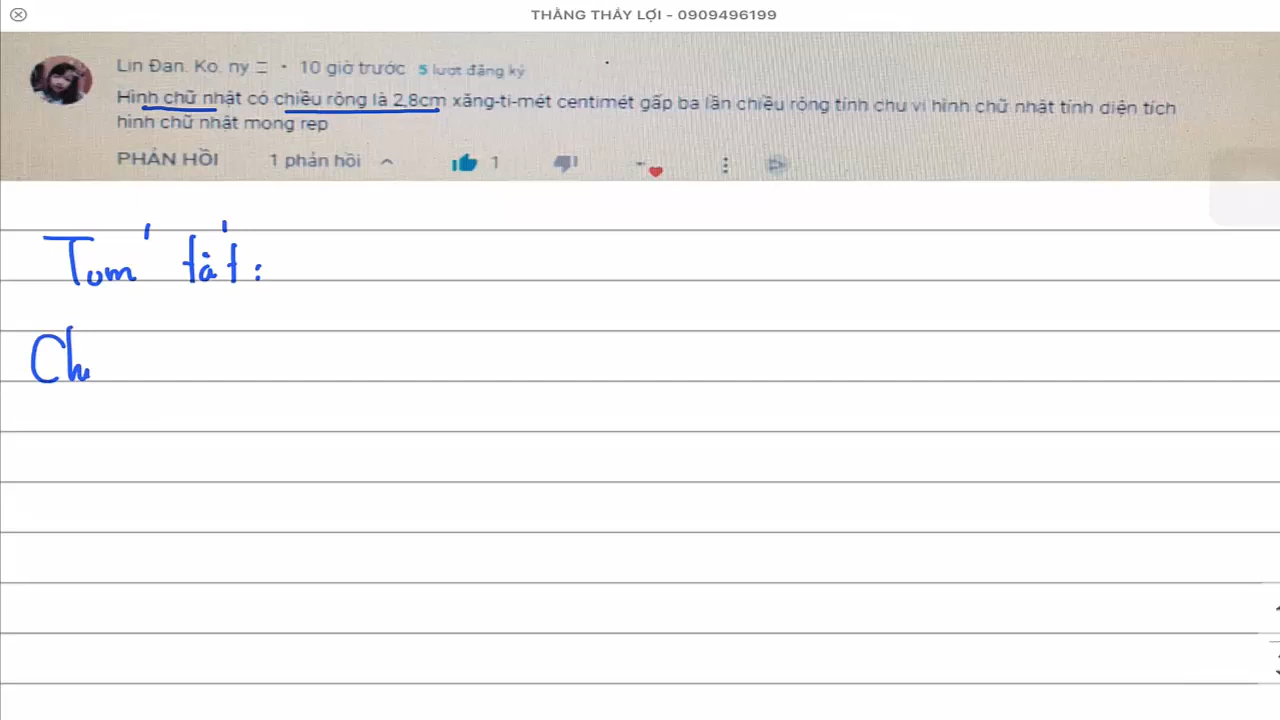 THẦNG THẦY LỢI - 0909496199
Lin Đan. Ko. ny • 10 giờ trước 5 lượt đăng ký
Hình chữ nhật có chiều rộng là 2,8cm xăng-ti-mét centimét gấp ba lần chiều rộng tính chu vi hình chữ nhật tính diện tích
hình chữ nhật mong rep
PHẢN HỒI 1 phản hồi 1
Tóm tắt:
Ch